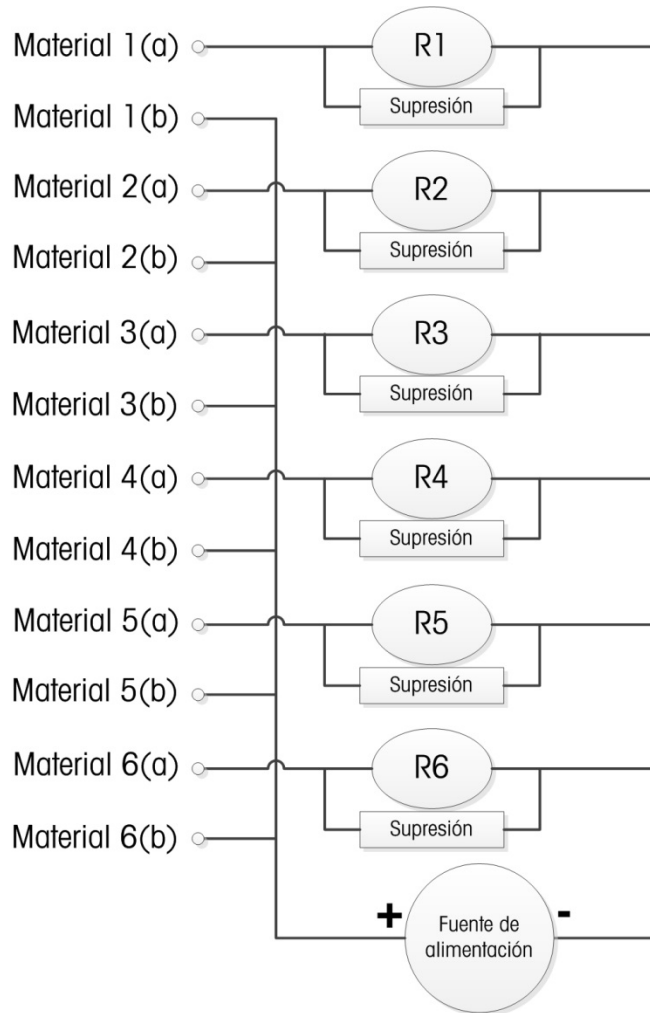 Material 1(a)
R1
Supresión
Material 1(b)
Material 2(a)
R2
Supresión
Material 2(b)
Material 3(a)
R3
Supresión
Material 3(b)
Material 4(a)
R4
Supresión
Material 4(b)
Material 5(a)
R5
Supresión
Material 5(b)
Material 6(a)
R6
Supresión
Material 6(b)
+
-
Fuente de
alimentación